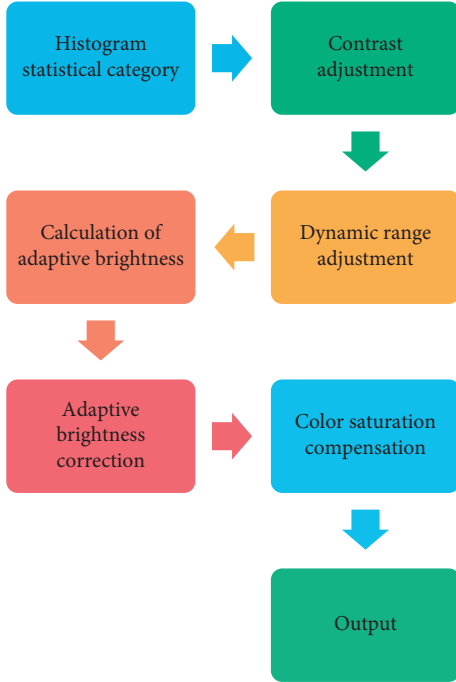 Histogram
statistical category
Contrast
adjustment
Dynamic range
adjustment
Calculation of
adaptive brightness
Adaptive
brightness
correction
Color saturation
compensation
Output